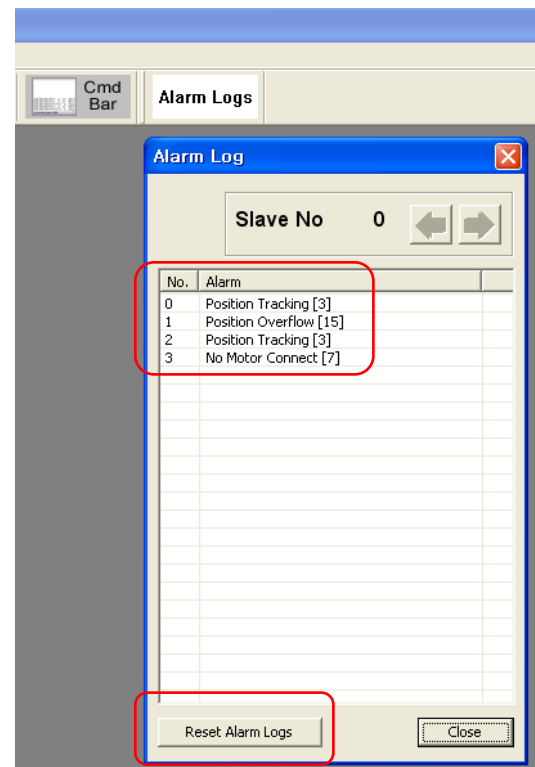 Cmd
Bar
Alarm Logs
Alarm Log
Slave No 0
No. Alarm
0 Position Tracking [3]
1 Position Overflow [15]
2 Position Tracking [3]
3 No Motor Connect [7]
Reset Alarm Logs Close